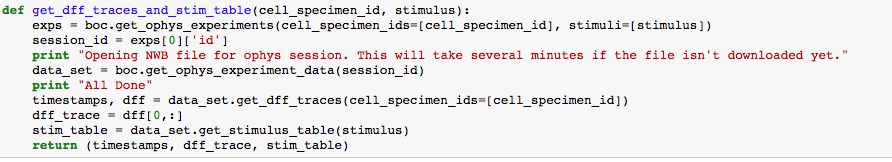 def get_dff_traces_and_stim_table(cell_specimen_id, stimulus):
    exps = boc.get_ophys_experiments(cell_specimen_ids=[cell_specimen_id], stimuli=[stimulus])
    session_id = exps[0]['id']
    print "Opening NWB file for ophys session. This will take several minutes if the file isn't downloaded yet."
    data_set = boc.get_ophys_experiment_data(session_id)
    print "All Done"
    timestamps, dff = data_set.get_dff_traces(cell_specimen_ids=[cell_specimen_id])
    dff_trace = dff[0,:]
    stim_table = data_set.get_stimulus_table(stimulus)
    return (timestamps, dff_trace, stim_table)